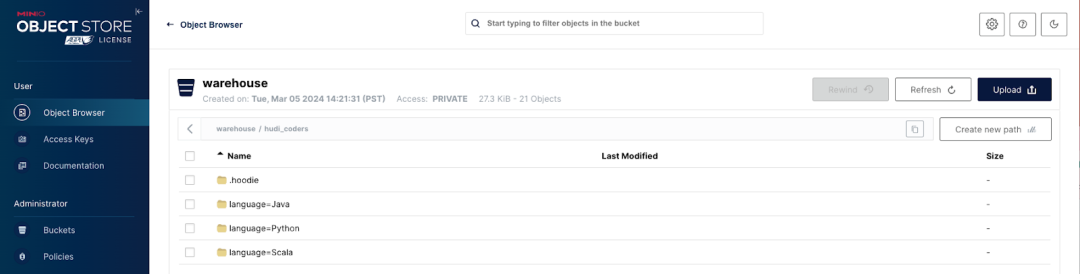 MINIO
OBJECT STORE
AGPL LICENSE
User
Object Browser
Access Keys
Documentation
Administrator
Buckets
Policies
← Object Browser
Start typing to filter objects in the bucket
warehouse
Created on: Tue, Mar 05 2024 14:21:31 (PST) Access: PRIVATE 27.3 KiB - 21 Objects
Rewind
Refresh
Upload
warehouse / hudi_coders
Create new path
Name Last Modified Size
.hoodie -
language=Java -
language=Python -
language=Scala -